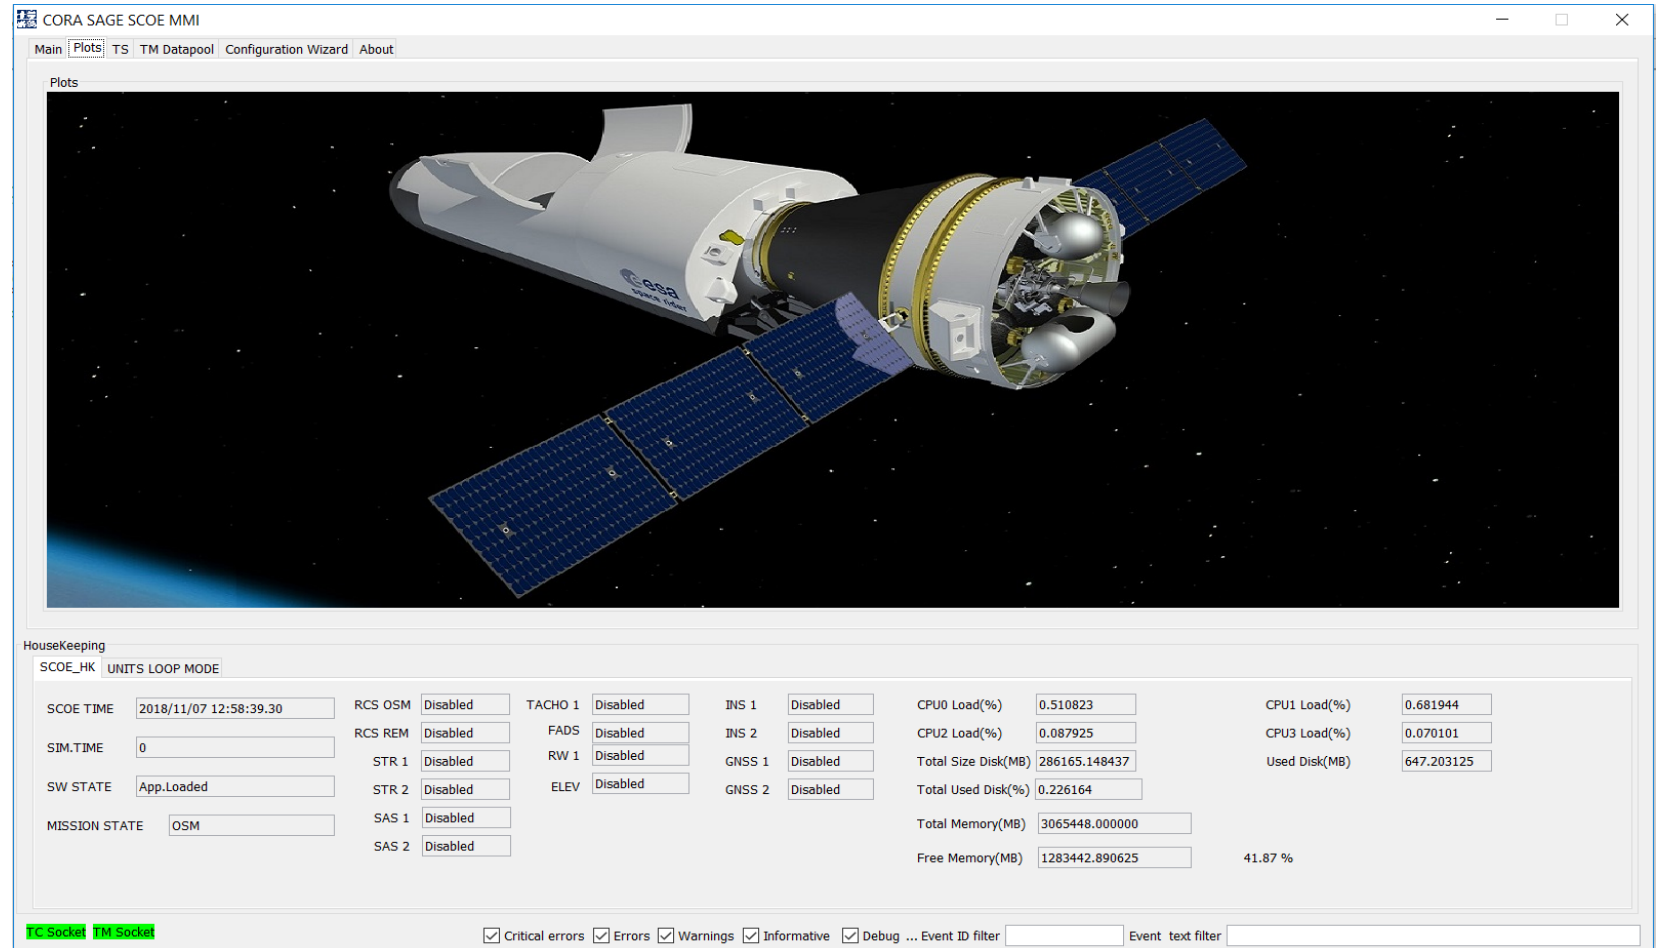 CORA SAGE SCOE MMI
Main Plots TS TM Datapool Configuration Wizard About
Plots
esa
space rider
HouseKeeping
SCOE_HK UNITS LOOP MODE
SCOE TIME 2018/11/07 12:58:39.30 RCS OSM Disabled TACHO 1 Disabled INS 1 Disabled CPU0 Load(%) 0.510823 CPU1 Load(%) 0.681944
RCS REM Disabled FADS Disabled INS 2 Disabled CPU2 Load(%) 0.087925 CPU3 Load(%) 0.070101
SIM.TIME 0 STR 1 Disabled RW 1 Disabled GNSS 1 Disabled Total Size Disk(MB) 286165.148437 Used Disk(MB) 647.203125
SW STATE App.Loaded STR 2 Disabled ELEV Disabled GNSS 2 Disabled Total Used Disk(%) 0.226164
MISSION STATE OSM SAS 1 Disabled Total Memory(MB) 3065448.000000
SAS 2 Disabled Free Memory(MB) 1283442.890625 41.87 %
TC Socket TM Socket Critical errors Errors Warnings Informative Debug ... Event ID filter Event text filter